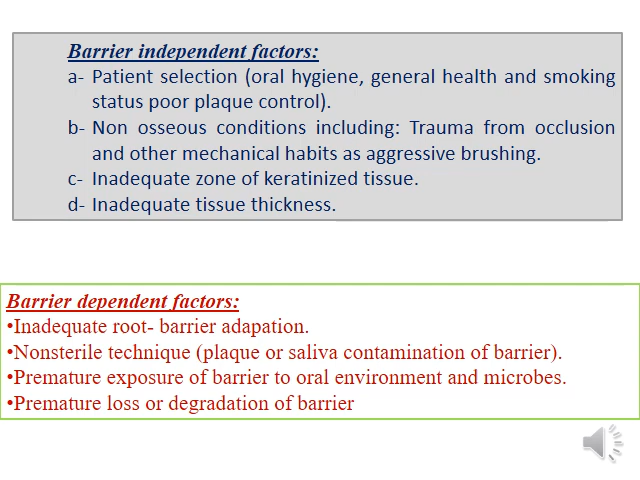 Barrier independent factors:
a- Patient selection (oral hygiene, general health and smoking
status poor plaque control).
b- Non osseous conditions including: Trauma from occlusion
and other mechanical habits as aggressive brushing.
c- Inadequate zone of keratinized tissue.
d- Inadequate tissue thickness.
Barrier dependent factors:
•Inadequate root- barrier adapation.
•Nonsterile technique (plaque or saliva contamination of barrier).
•Premature exposure of barrier to oral environment and microbes.
•Premature loss or degradation of barrier